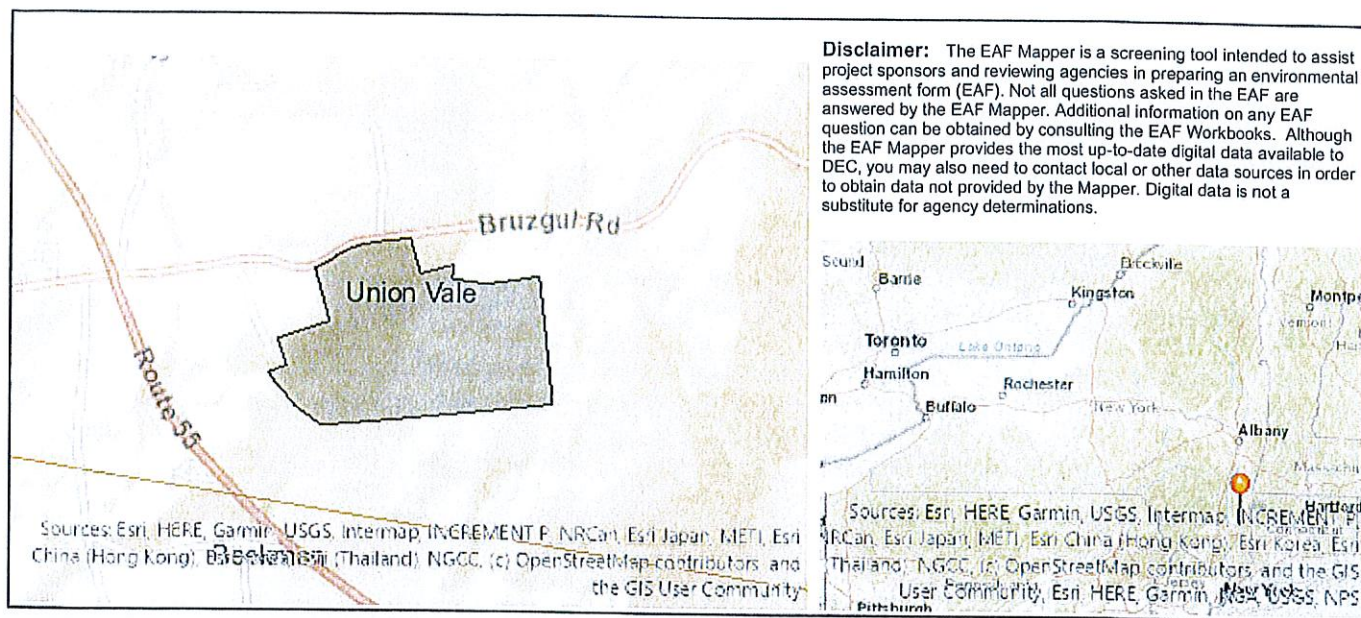 Disclaimer: The EAF Mapper is a screening tool intended to assist
project sponsors and reviewing agencies in preparing an environmental
assessment form (EAF). Not all questions asked in the EAF are
answered by the EAF Mapper. Additional information on any EAF
question can be obtained by consulting the EAF Workbooks. Although
the EAF Mapper provides the most up-to-date digital data available to
DEC, you may also need to contact local or other data sources in order
to obtain data not provided by the Mapper. Digital data is not a
substitute for agency determinations.
Bruzgul Rd
Union Vale
Route 55
Sources: Esri, HERE, Garmin, USGS, Intermap, INCREMENT P, NRCan, Esri Japan, METI, Esri
China (Hong Kong), (Thailand), NGCC, (c) OpenStreetMap contributors, and
the GIS User Community
Beekman
Sound
Barrie
Brockville
Kingston
Montpe
Vermont
Toronto
Lake Ontario
Hamilton
Rochester
Buffalo
New York
Albany
Massachu
Hartford
Sources: Esri, HERE, Garmin, USGS, Intermap, INCREMENT P,
NRCan, Esri Japan, METI, Esri China (Hong Kong), Esri Korea, Esri
(Thailand), NGCC, (c) OpenStreetMap contributors, and the GIS
User Community, Esri, HERE, Garmin, USGS, NPS
Pittsburgh
New York